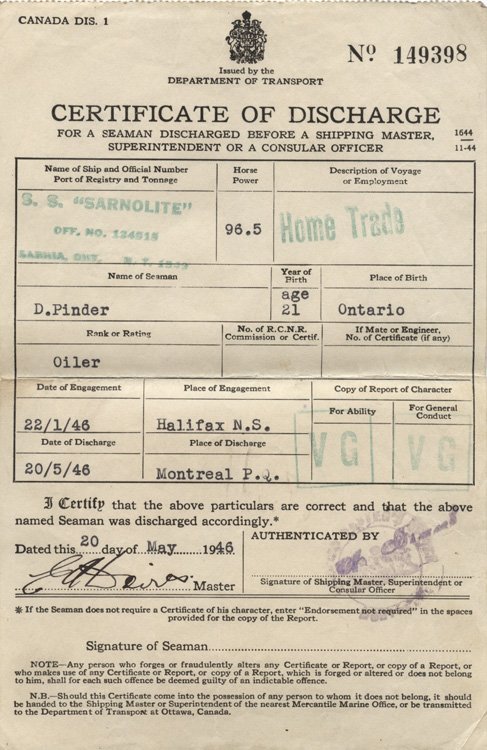 CANADA DIS. 1
Nº 149398
Issued by the
DEPARTMENT OF TRANSPORT
CERTIFICATE OF DISCHARGE
FOR A SEAMAN DISCHARGED BEFORE A SHIPPING MASTER,
SUPERINTENDENT OR A CONSULAR OFFICER
1644
11-44
Name of Ship and Official Number
Port of Registry and Tonnage
Horse
Power
Description of Voyage
or Employment
S. S. "SARNOLITE"
OFF. NO. 134515
SARNIA, ONT.
96.5
Home Trade
Name of Seaman
Year of
Birth
Place of Birth
D.Pinder
age
21
Ontario
Rank or Rating
No. of R.C.N.R.
Commission or Certif.
If Mate or Engineer,
No. of Certificate (if any)
Oiler
Date of Engagement
Place of Engagement
Copy of Report of Character
For Ability
For General
Conduct
22/1/46
Halifax N.S.
Date of Discharge
Place of Discharge
VG
VG
20/5/46
Montreal P.Q.
I Certify that the above particulars are correct and that the above
named Seaman was discharged accordingly.*
Dated this 20 day of May 1946
AUTHENTICATED BY
Master
Signature of Shipping Master, Superintendent or
Consular Officer
* If the Seaman does not require a Certificate of his character, enter "Endorsement not required" in the spaces
provided for the copy of the Report.
Signature of Seaman
NOTE—Any person who forges or fraudulently alters any Certificate or Report, or copy of a Report, or
who makes use of any Certificate or Report, or copy of a Report, which is forged or altered or does not belong
to him, shall for each such offence be deemed guilty of an indictable offence.
N.B.—Should this Certificate come into the possession of any person to whom it does not belong, it should
be handed to the Shipping Master or Superintendent of the nearest Mercantile Marine Office, or be transmitted
to the Department of Transport at Ottawa, Canada.